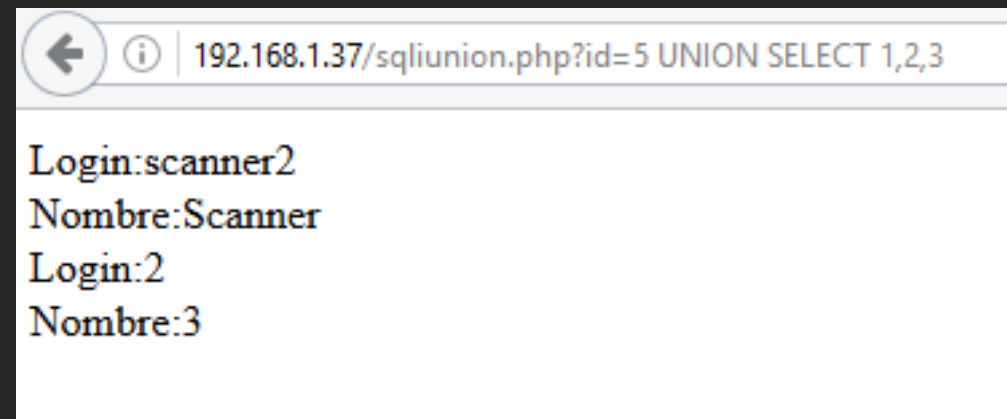 192.168.1.37/sqliunion.php?id=5 UNION SELECT 1,2,3
Login:scanner2
Nombre:Scanner
Login:2
Nombre:3